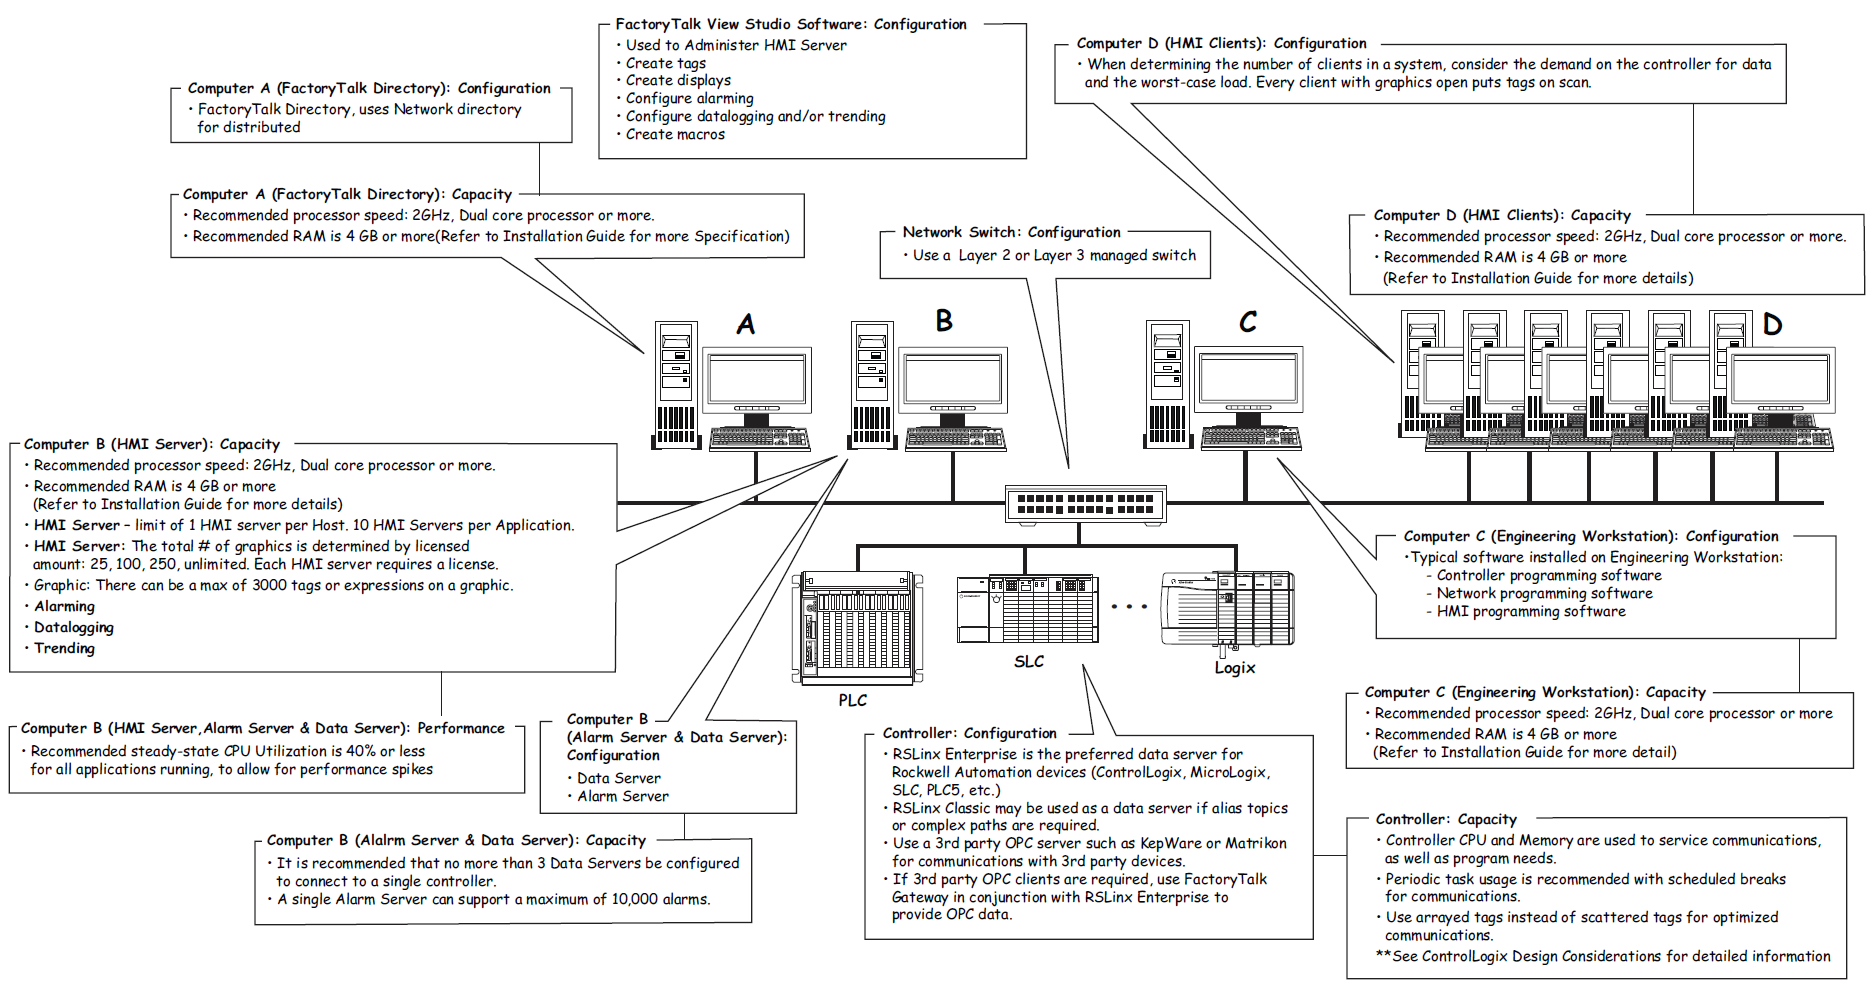 FactoryTalk View Studio Software: Configuration
• Used to Administer HMI Server
• Create tags
• Create displays
• Configure alarming
• Configure datalogging and/or trending
• Create macros
Computer D (HMI Clients): Configuration
• When determining the number of clients in a system, consider the demand on the controller for data
and the worst-case load. Every client with graphics open puts tags on scan.
Computer A (FactoryTalk Directory): Configuration
• FactoryTalk Directory, uses Network directory
for distributed
Computer A (FactoryTalk Directory): Capacity
• Recommended processor speed: 2GHz, Dual core processor or more.
• Recommended RAM is 4 GB or more(Refer to Installation Guide for more Specification)
Network Switch: Configuration
• Use a Layer 2 or Layer 3 managed switch
Computer D (HMI Clients): Capacity
• Recommended processor speed: 2GHz, Dual core processor or more.
• Recommended RAM is 4 GB or more
(Refer to Installation Guide for more details)
A
B
C
D
Computer B (HMI Server): Capacity
• Recommended processor speed: 2GHz, Dual core processor or more.
• Recommended RAM is 4 GB or more
(Refer to Installation Guide for more details)
• HMI Server – limit of 1 HMI server per Host. 10 HMI Servers per Application.
• HMI Server: The total # of graphics is determined by licensed
amount: 25, 100, 250, unlimited. Each HMI server requires a license.
• Graphic: There can be a max of 3000 tags or expressions on a graphic.
• Alarming
• Datalogging
• Trending
Computer C (Engineering Workstation): Configuration
•Typical software installed on Engineering Workstation:
- Controller programming software
- Network programming software
- HMI programming software
PLC
SLC
• • •
Logix
Computer C (Engineering Workstation): Capacity
• Recommended processor speed: 2GHz, Dual core processor or more
• Recommended RAM is 4 GB or more
(Refer to Installation Guide for more detail)
Computer B (HMI Server,Alarm Server & Data Server): Performance
• Recommended steady-state CPU Utilization is 40% or less
for all applications running, to allow for performance spikes
Computer B
(Alarm Server & Data Server):
Configuration
• Data Server
• Alarm Server
Controller: Configuration
• RSLinx Enterprise is the preferred data server for
Rockwell Automation devices (ControlLogix, MicroLogix,
SLC, PLC5, etc.)
• RSLinx Classic may be used as a data server if alias topics
or complex paths are required.
• Use a 3rd party OPC server such as KepWare or Matrikon
for communications with 3rd party devices.
• If 3rd party OPC clients are required, use FactoryTalk
Gateway in conjunction with RSLinx Enterprise to
provide OPC data.
Computer B (Alalrm Server & Data Server): Capacity
• It is recommended that no more than 3 Data Servers be configured
to connect to a single controller.
• A single Alarm Server can support a maximum of 10,000 alarms.
Controller: Capacity
• Controller CPU and Memory are used to service communications,
as well as program needs.
• Periodic task usage is recommended with scheduled breaks
for communications.
• Use arrayed tags instead of scattered tags for optimized
communications.
**See ControlLogix Design Considerations for detailed information